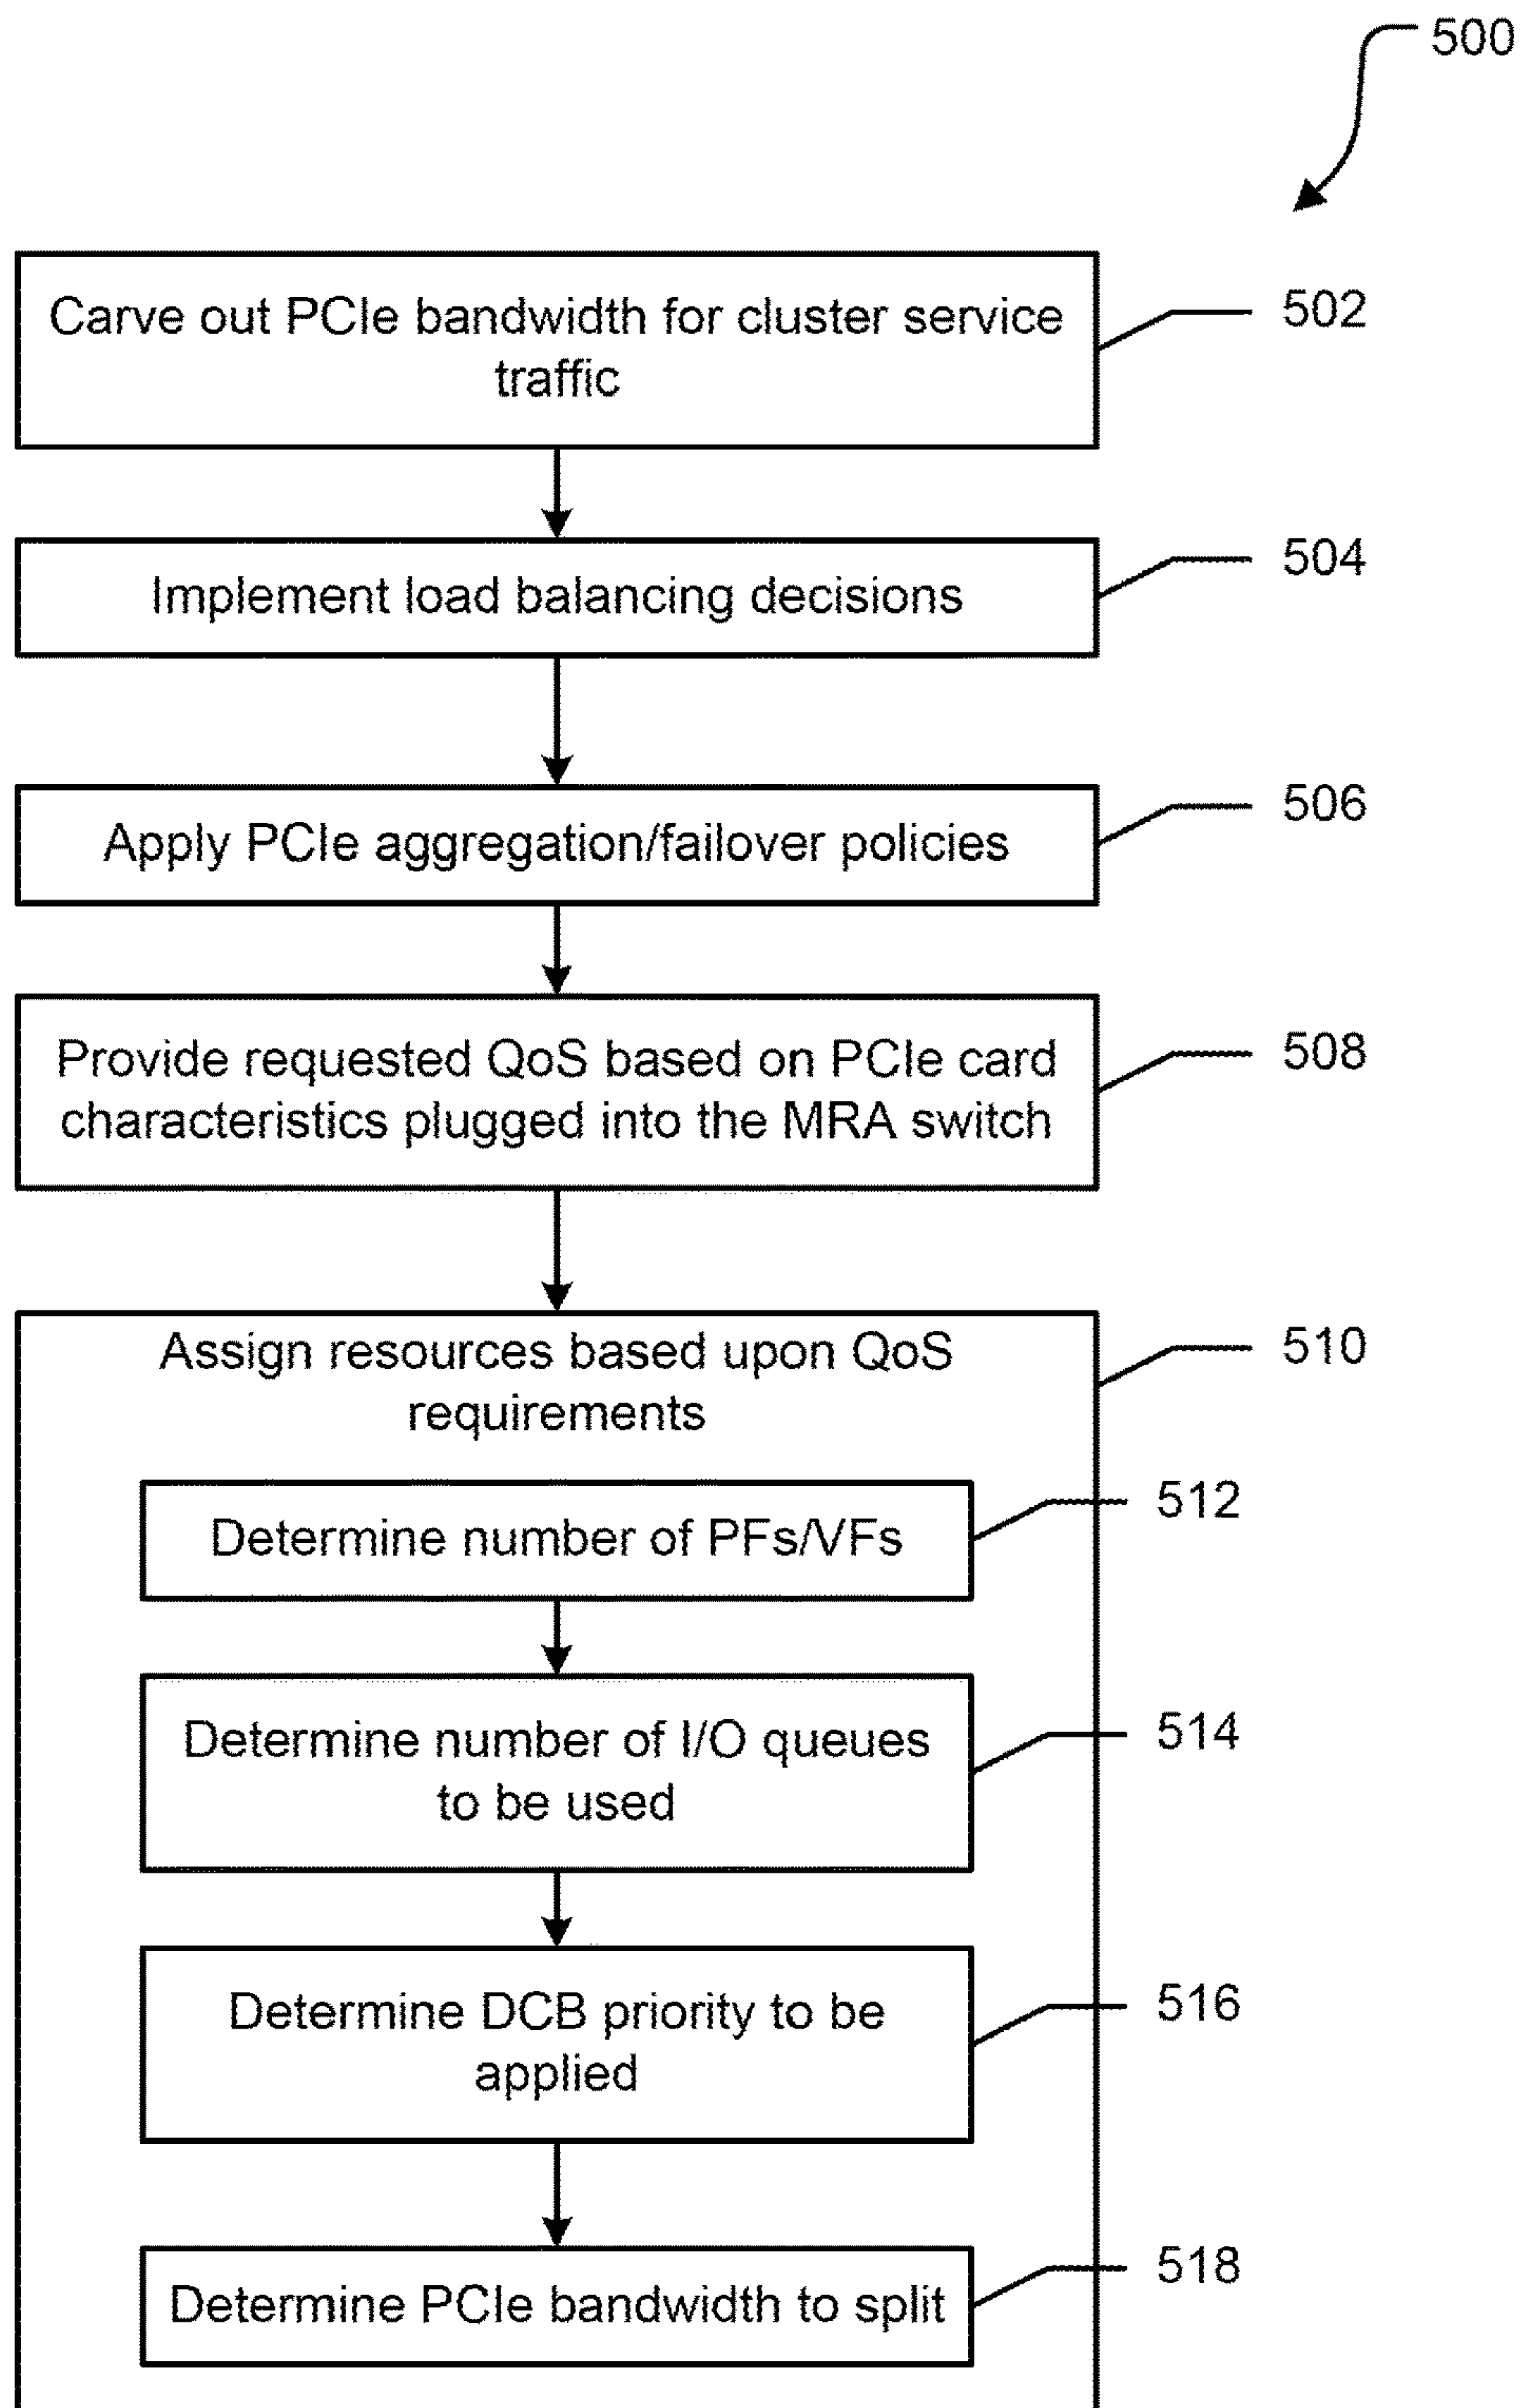 500
Carve out PCIe bandwidth for cluster service
traffic
502
Implement load balancing decisions
504
Apply PCIe aggregation/failover policies
506
Provide requested QoS based on PCIe card
characteristics plugged into the MRA switch
508
Assign resources based upon QoS
requirements
510
Determine number of PFs/VFs
512
Determine number of I/O queues
to be used
514
Determine DCB priority to be
applied
516
Determine PCIe bandwidth to split
518